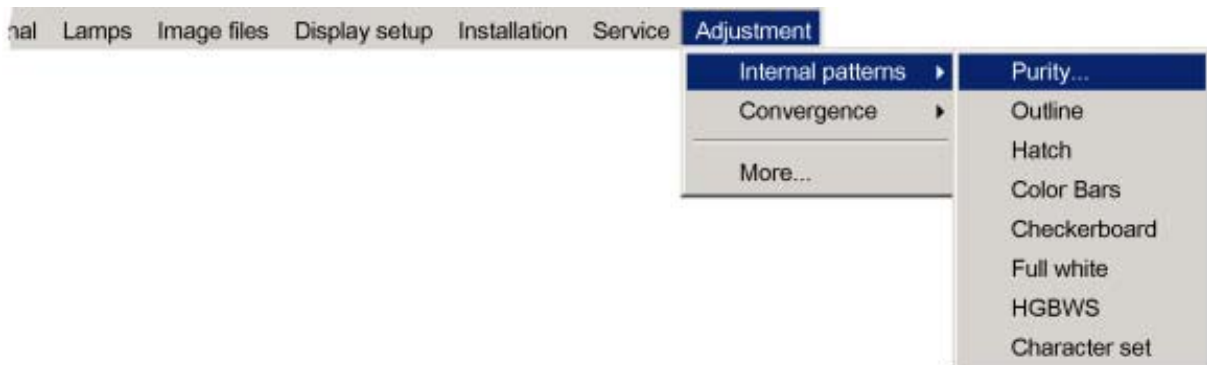 nal Lamps Image files Display setup Installation Service Adjustment
Internal patterns Purity...
Convergence Outline
Hatch
More...
Color Bars
Checkerboard
Full white
HGBWS
Character set